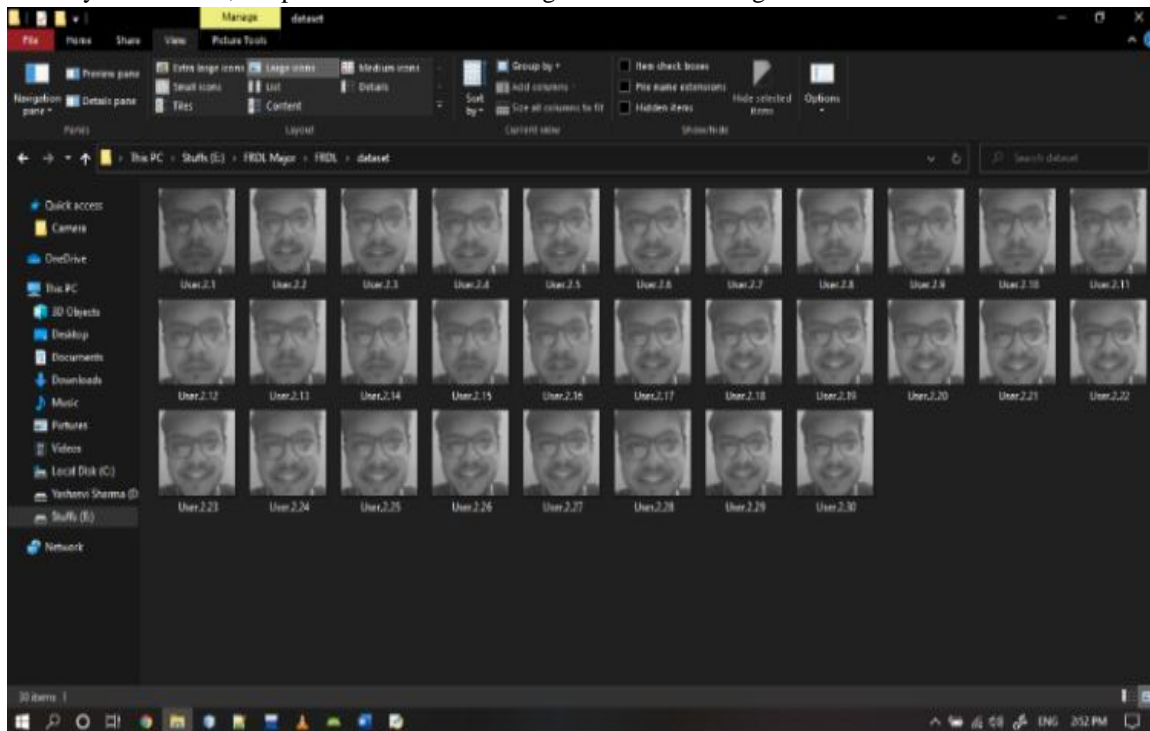 Manage dataset
File Home Share View Picture Tools
Preview pane
Extra large icons Large icons Medium icons
Group by
Item check boxes
Navigation pane
Details pane
Small icons List Details
Sort by
Add columns
File name extensions
Hide selected items
Options
Tiles Content
Size all columns to fit
Hidden items
Panes Layout Current view Show/hide
This PC › Stuffs (E:) › FRDL Major › FRDL › dataset
Search dataset
Quick access
Camera
OneDrive
This PC
3D Objects
Desktop
Documents
Downloads
Music
Pictures
Videos
Local Disk (C:)
Stuffs (E:)
Network
User.2.1 User.2.2 User.2.3 User.2.4 User.2.5 User.2.6 User.2.7 User.2.8 User.2.9 User.2.10 User.2.11
User.2.12 User.2.13 User.2.14 User.2.15 User.2.16 User.2.17 User.2.18 User.2.19 User.2.20 User.2.21 User.2.22
User.2.23 User.2.24 User.2.25 User.2.26 User.2.27 User.2.28 User.2.29 User.2.30
30 items
ENG 2:52 PM